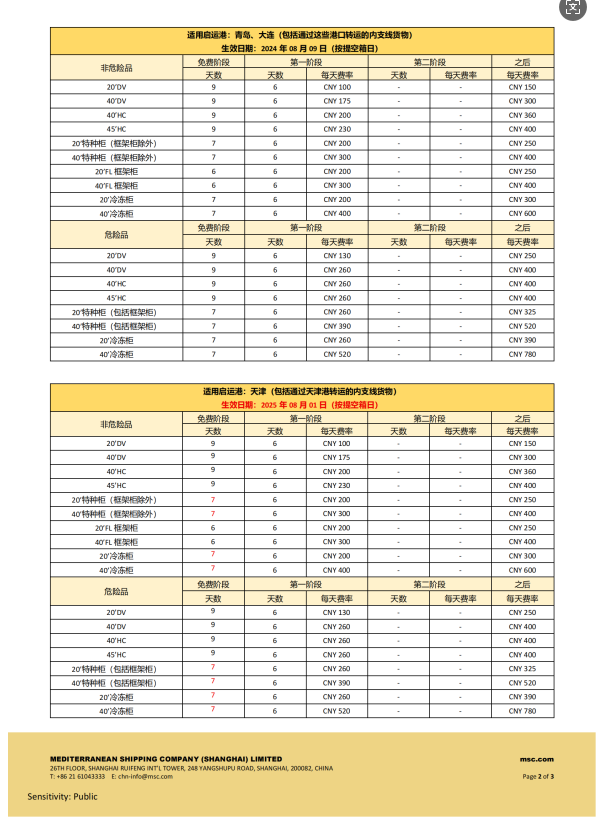 适用启运港：青岛、大连（包括通过这些港口转运的内支线货物）
生效日期：2024 年 08 月 09 日（按提空箱日）
非危险品 免费阶段 第一阶段 第二阶段 之后
天数 天数 每天费率 天数 每天费率 每天费率
20'DV 9 6 CNY 100 - - CNY 150
40'DV 9 6 CNY 175 - - CNY 300
40'HC 9 6 CNY 200 - - CNY 360
45'HC 9 6 CNY 230 - - CNY 400
20'特种柜（框架柜除外） 7 6 CNY 200 - - CNY 250
40'特种柜（框架柜除外） 7 6 CNY 300 - - CNY 400
20'FL 框架柜 6 6 CNY 200 - - CNY 250
40'FL 框架柜 6 6 CNY 300 - - CNY 400
20'冷冻柜 7 6 CNY 200 - - CNY 300
40'冷冻柜 7 6 CNY 400 - - CNY 600
危险品 免费阶段 第一阶段 第二阶段 之后
天数 天数 每天费率 天数 每天费率 每天费率
20'DV 9 6 CNY 130 - - CNY 250
40'DV 9 6 CNY 260 - - CNY 400
40'HC 9 6 CNY 260 - - CNY 400
45'HC 9 6 CNY 260 - - CNY 400
20'特种柜（包括框架柜） 7 6 CNY 260 - - CNY 325
40'特种柜（包括框架柜） 7 6 CNY 390 - - CNY 520
20'冷冻柜 7 6 CNY 260 - - CNY 390
40'冷冻柜 7 6 CNY 520 - - CNY 780
适用启运港：天津（包括通过天津港转运的内支线货物）
生效日期：2025 年 08 月 01 日（按提空箱日）
非危险品 免费阶段 第一阶段 第二阶段 之后
天数 天数 每天费率 天数 每天费率 每天费率
20'DV 9 6 CNY 100 - - CNY 150
40'DV 9 6 CNY 175 - - CNY 300
40'HC 9 6 CNY 200 - - CNY 360
45'HC 9 6 CNY 230 - - CNY 400
20'特种柜（框架柜除外） 7 6 CNY 200 - - CNY 250
40'特种柜（框架柜除外） 7 6 CNY 300 - - CNY 400
20'FL 框架柜 6 6 CNY 200 - - CNY 250
40'FL 框架柜 6 6 CNY 300 - - CNY 400
20'冷冻柜 7 6 CNY 200 - - CNY 300
40'冷冻柜 7 6 CNY 400 - - CNY 600
危险品 免费阶段 第一阶段 第二阶段 之后
天数 天数 每天费率 天数 每天费率 每天费率
20'DV 9 6 CNY 130 - - CNY 250
40'DV 9 6 CNY 260 - - CNY 400
40'HC 9 6 CNY 260 - - CNY 400
45'HC 9 6 CNY 260 - - CNY 400
20'特种柜（包括框架柜） 7 6 CNY 260 - - CNY 325
40'特种柜（包括框架柜） 7 6 CNY 390 - - CNY 520
20'冷冻柜 7 6 CNY 260 - - CNY 390
40'冷冻柜 7 6 CNY 520 - - CNY 780
MEDITERRANEAN SHIPPING COMPANY (SHANGHAI) LIMITED msc.com
26TH FLOOR, SHANGHAI RUIFENG INT'L TOWER, 248 YANGSHUPU ROAD, SHANGHAI, 200082, CHINA
T: +86 21 61043333 E: chn-info@msc.com Page 2 of 3
Sensitivity: Public